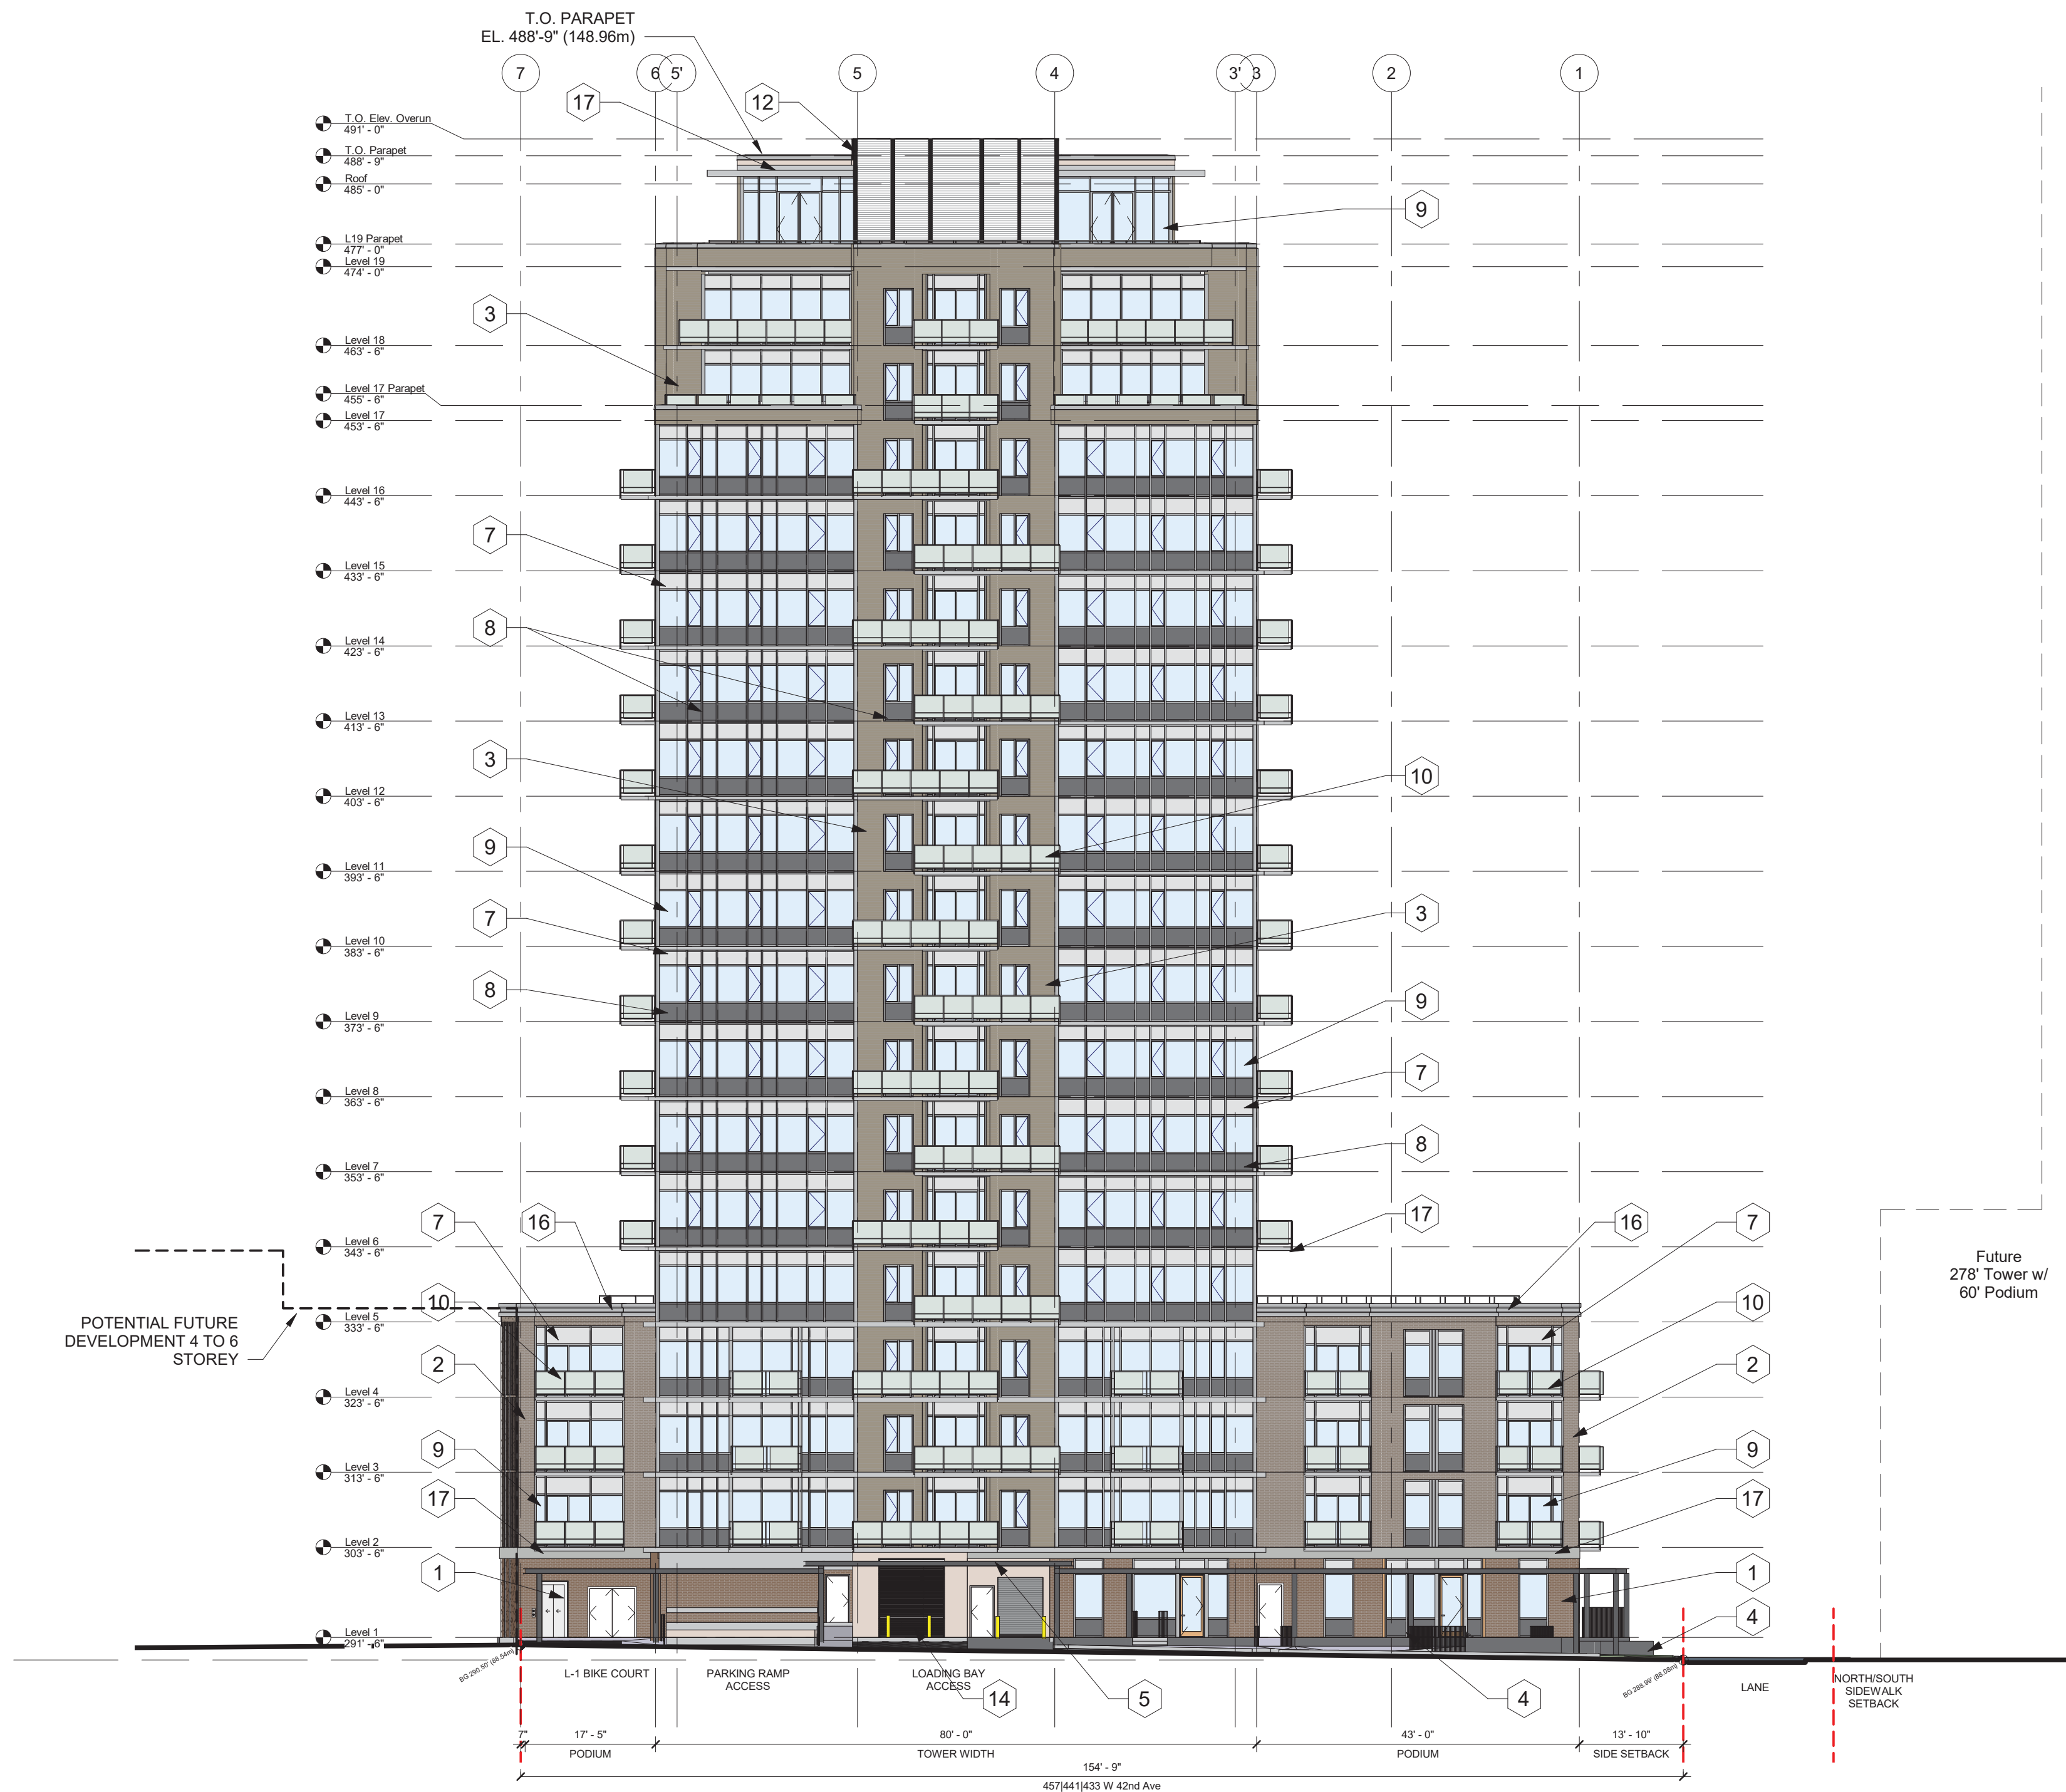 T.O. PARAPET
EL. 488'-9" (148.96m)
7
6
5'
5
4
3'
3
2
1
17
12
T.O. Elev. Overun
491' - 0"
T.O. Parapet
488' - 9"
Roof
485' - 0"
9
L19 Parapet
477' - 0"
Level 19
474' - 0"
3
Level 18
463' - 6"
Level 17 Parapet
455' - 6"
Level 17
453' - 6"
Level 16
443' - 6"
7
Level 15
433' - 6"
8
Level 14
423' - 6"
Level 13
413' - 6"
3
10
Level 12
403' - 6"
9
Level 11
393' - 6"
7
3
Level 10
383' - 6"
8
9
Level 9
373' - 6"
7
Level 8
363' - 6"
8
Level 7
353' - 6"
7
16
17
16
7
Level 6
343' - 6"
Future
278' Tower w/
60' Podium
10
10
POTENTIAL FUTURE
DEVELOPMENT 4 TO 6
STOREY
Level 5
333' - 6"
2
2
Level 4
323' - 6"
9
9
Level 3
313' - 6"
17
17
Level 2
303' - 6"
1
1
4
Level 1
291' - 6"
BG 290.50' (88.54m)
L-1 BIKE COURT
PARKING RAMP
ACCESS
LOADING BAY
ACCESS
14
5
4
BG 288.99' (88.08m)
LANE
NORTH/SOUTH
SIDEWALK
SETBACK
7"
17' - 5"
80' - 0"
43' - 0"
13' - 10"
PODIUM
TOWER WIDTH
PODIUM
SIDE SETBACK
154' - 9"
457|441|433 W 42nd Ave